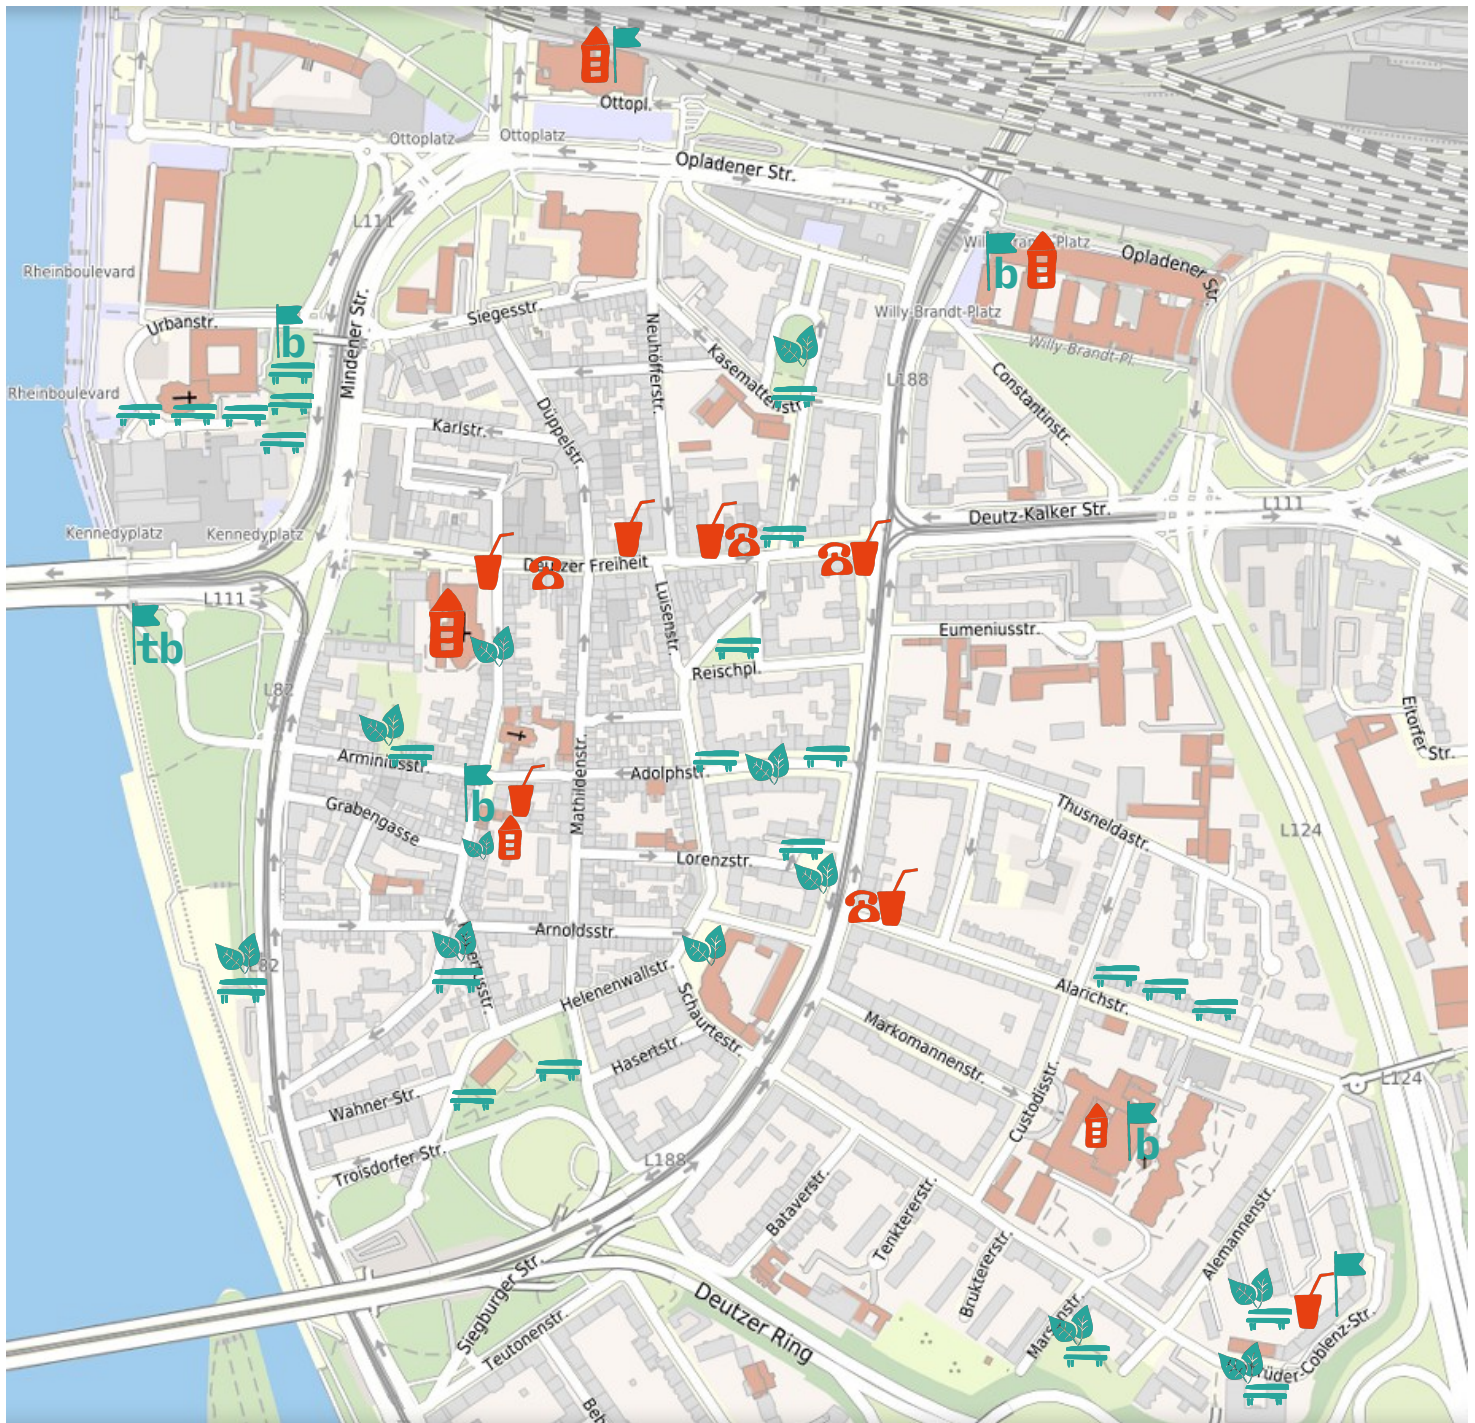 Ottopl.
Ottoplatz
Ottoplatz
Opladener Str.
L111
Willy-Brandt-Platz
Opladener Str.
Rheinboulevard
b
b
Urbanstr.
Siegesstr.
Willy-Brandt-Platz
Mindener Str.
Neuhöfferstr.
Kasemattenstr.
Willy-Brandt-Pl.
Constantinstr.
L188
Rheinboulevard
Düppelstr.
Karlstr.
Kennedyplatz
Kennedyplatz
Deutz-Kalker Str.
L111
Deutzer Freiheit
L111
Luisenstr.
Eumeniusstr.
tb
Reischpl.
L82
Eitorfer Str.
Arminiusstr.
Adolphstr.
Mathildenstr.
b
Grabengasse
Thusneldastr.
L124
Lorenzstr.
Arnoldsstr.
L82
Helenenwallstr.
Schaurtestr.
Alarichstr.
Markomannenstr.
Hasertstr.
Custodisstr.
L124
Wahner Str.
b
Troisdorfer Str.
L188
Bataverstr.
Tenktererstr.
Alemannenstr.
Bruktererstr.
Siegburger Str.
Deutzer Ring
Teutonenstr.